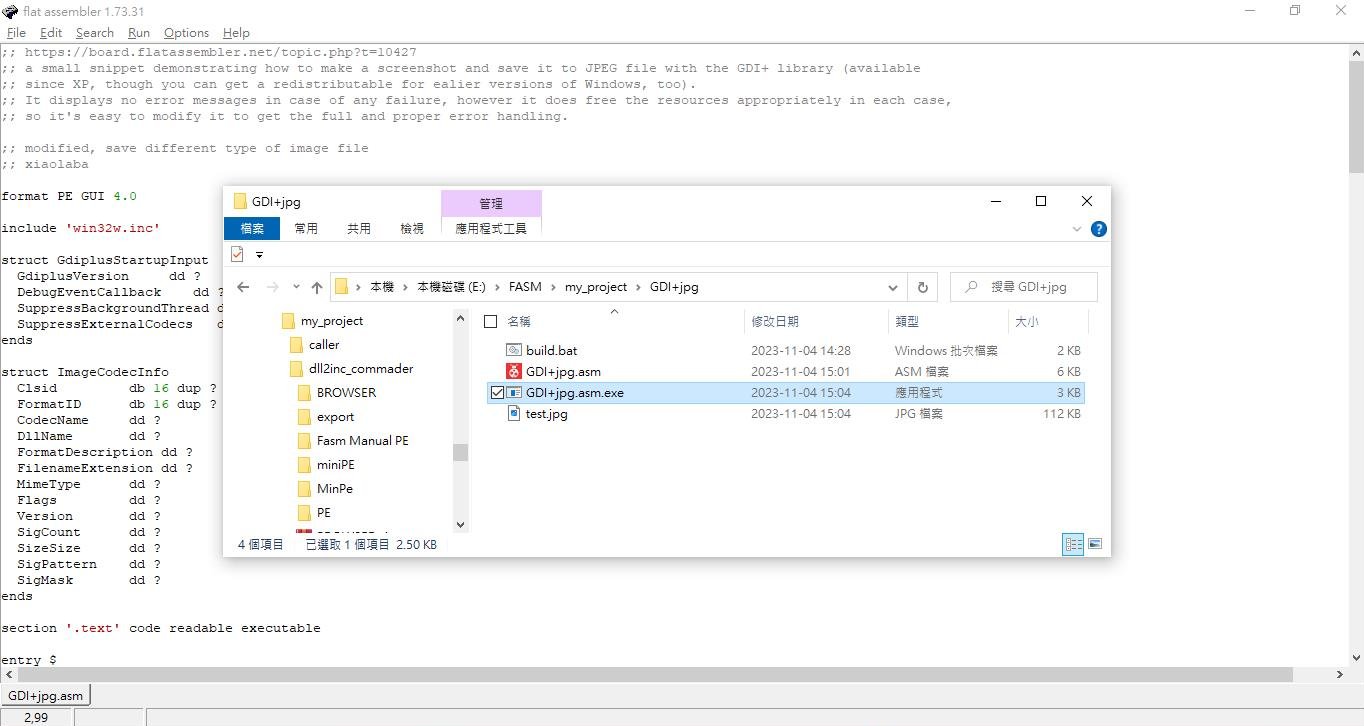 flat assembler 1.73.31
File Edit Search Run Options Help
;; https://board.flatassembler.net/topic.php?t=10427
;; a small snippet demonstrating how to make a screenshot and save it to JPEG file with the GDI+ library (available
;; since XP, though you can get a redistributable for ealier versions of Windows, too).
;; It displays no error messages in case of any failure, however it does free the resources appropriately in each case,
;; so it's easy to modify it to get the full and proper error handling.
;; modified, save different type of image file
;; xiaolaba
format PE GUI 4.0
include 'win32w.inc'
struct GdiplusStartupInput
GdiplusVersion dd ?
DebugEventCallback dd ?
SuppressBackgroundThread d
SuppressExternalCodecs d
ends
struct ImageCodecInfo
Clsid db 16 dup ?
FormatID db 16 dup ?
CodecName dd ?
DllName dd ?
FormatDescription dd ?
FilenameExtension dd ?
MimeType dd ?
Flags dd ?
Version dd ?
SigCount dd ?
SizeSize dd ?
SigPattern dd ?
SigMask dd ?
ends
section '.text' code readable executable
entry $
GDI+jpg.asm
2,99
GDI+jpg 管理
檔案 常用 共用 檢視 應用程式工具
本機 > 本機磁碟 (E:) > FASM > my_project > GDI+jpg 搜尋 GDI+jpg
my_project
caller
dll2inc_commader
BROWSER
export
Fasm Manual PE
miniPE
MinPe
PE
名稱 修改日期 類型 大小
build.bat 2023-11-04 14:28 Windows 批次檔案 2 KB
GDI+jpg.asm 2023-11-04 15:01 ASM 檔案 6 KB
GDI+jpg.asm.exe 2023-11-04 15:04 應用程式 3 KB
test.jpg 2023-11-04 15:04 JPG 檔案 112 KB
4 個項目 已選取 1 個項目 2.50 KB